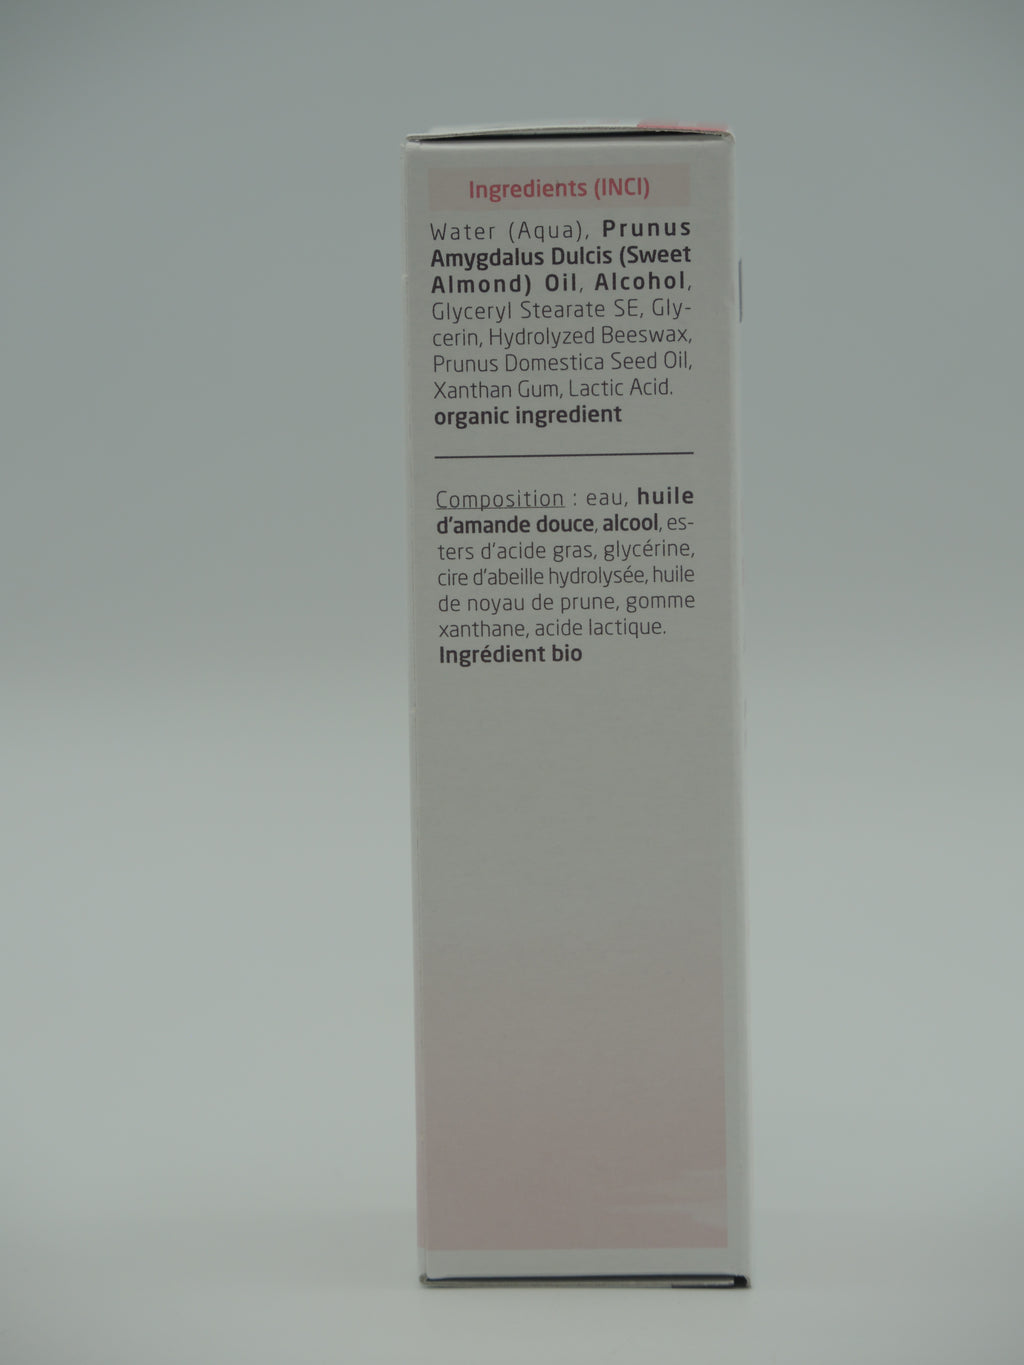 Ingredients (INCI)
Water (Aqua), Prunus
Amygdalus Dulcis (Sweet
Almond) Oil, Alcohol,
Glyceryl Stearate SE, Gly-
cerin, Hydrolyzed Beeswax,
Prunus Domestica Seed Oil,
Xanthan Gum, Lactic Acid.
organic ingredient
Composition : eau, huile
d'amande douce, alcool, es-
ters d'acide gras, glycérine,
cire d'abeille hydrolysée, huile
de noyau de prune, gomme
xanthane, acide lactique.
Ingrédient bio